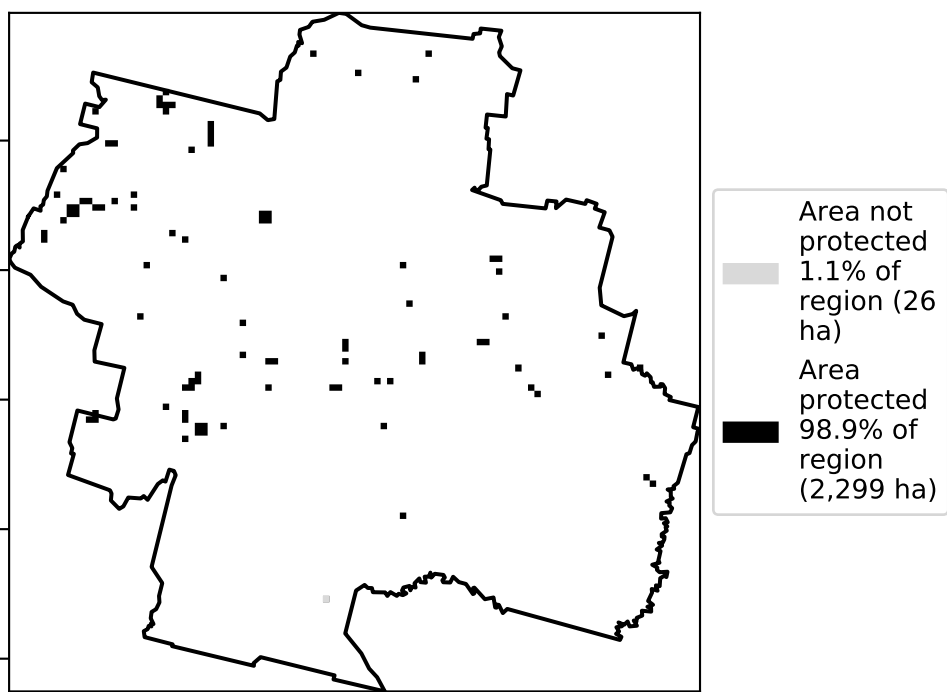 Area not
protected
1.1% of
region (26
ha)
Area
protected
98.9% of
region
(2,299 ha)